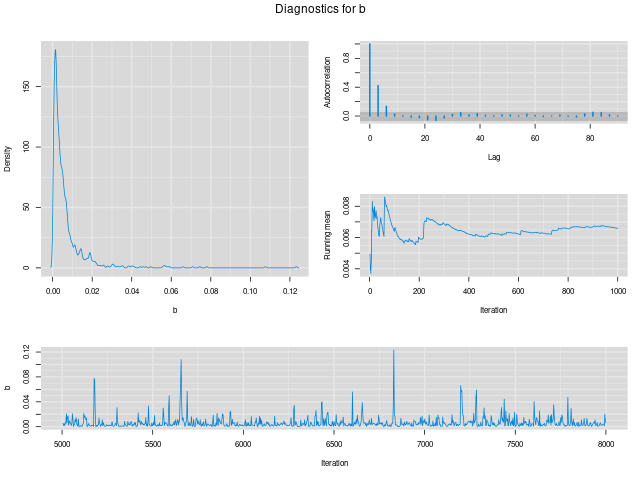 Diagnostics for b
Density
0 50 100 150
0.00 0.02 0.04 0.06 0.08 0.10 0.12
b
Autocorrelation
0.0 0.4 0.8
0 20 40 60 80
Lag
Running mean
0.004 0.006 0.008
0 200 400 600 800 1000
Iteration
b
0.00 0.04 0.08 0.12
5000 5500 6000 6500 7000 7500 8000
Iteration